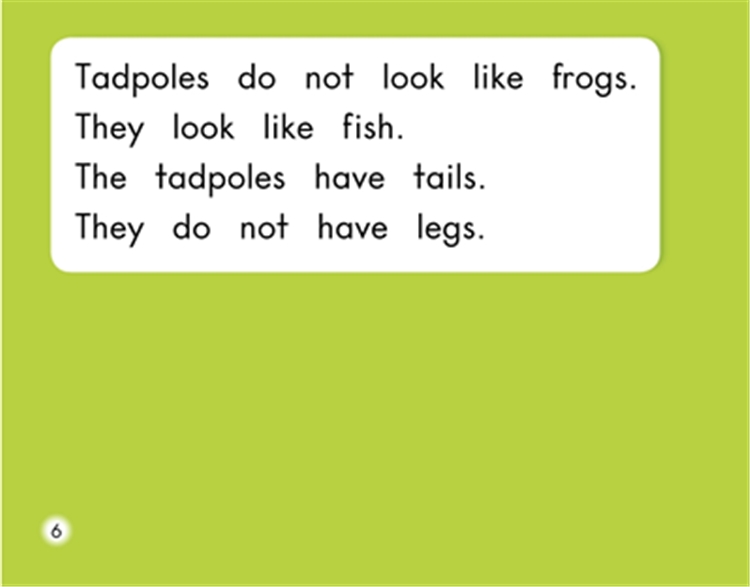 Tadpoles do not look like frogs.
They look like fish.
The tadpoles have tails.
They do not have legs.
6